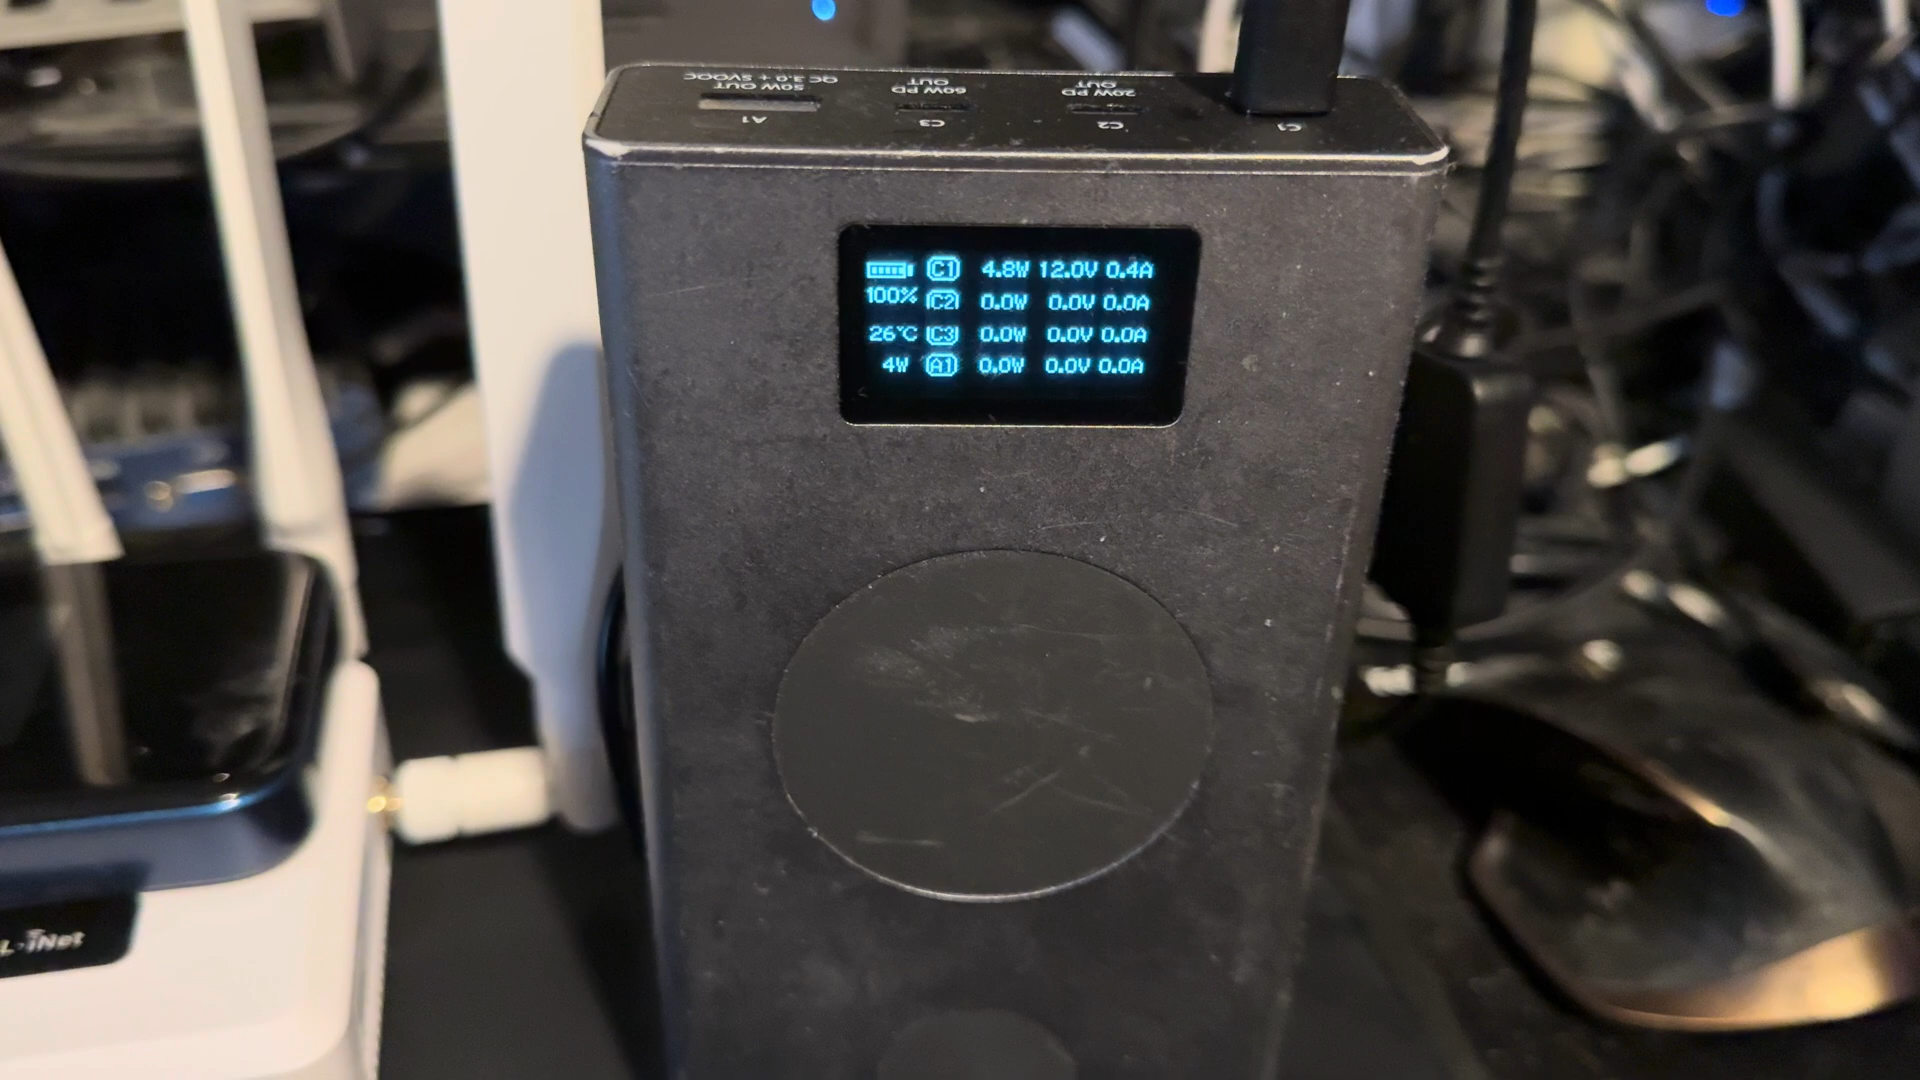 QC 3.0 + SVOOC
50W OUT
A1
60W PD
OUT
C3
20W PD
OUT
C2
C1
C1 4.8W 12.0V 0.4A
100% C2 0.0W 0.0V 0.0A
26°C C3 0.0W 0.0V 0.0A
4W A1 0.0W 0.0V 0.0A
L·iNet